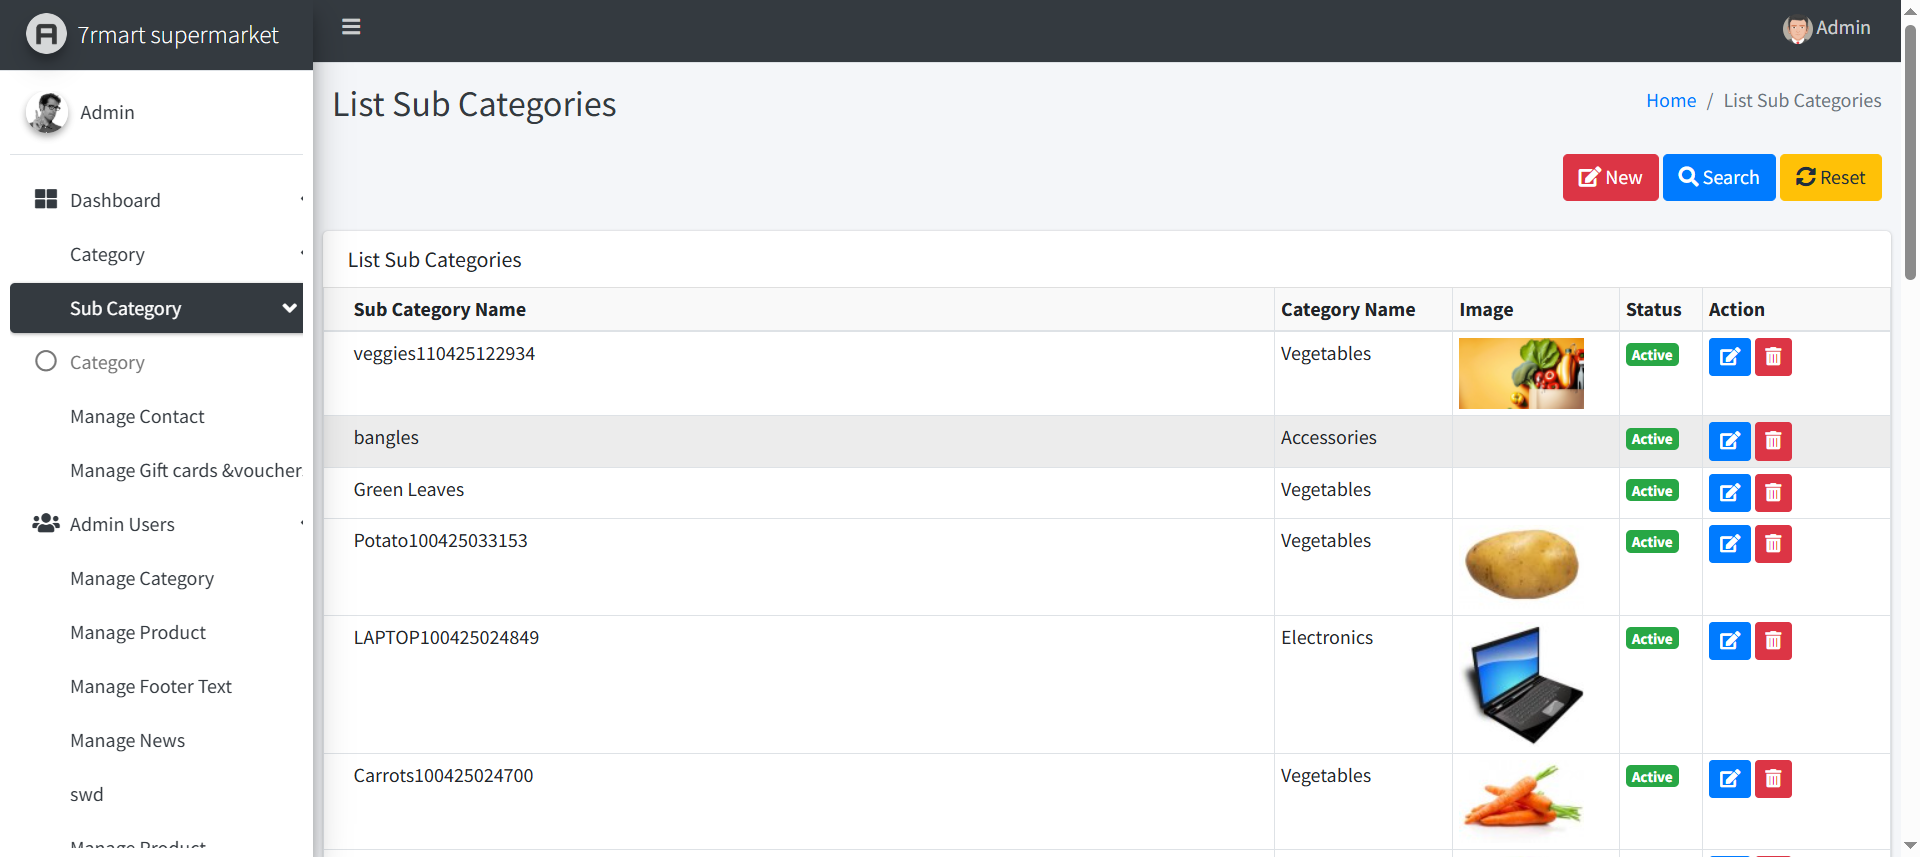 7rmart supermarket
Admin
Admin
Dashboard
Category
Sub Category
Category
Manage Contact
Manage Gift cards &voucher
Admin Users
Manage Category
Manage Product
Manage Footer Text
Manage News
swd
Manage Product
List Sub Categories
Home / List Sub Categories
New Search Reset
List Sub Categories
Sub Category Name Category Name Image Status Action
veggies110425122934 Vegetables Active
bangles Accessories Active
Green Leaves Vegetables Active
Potato100425033153 Vegetables Active
LAPTOP100425024849 Electronics Active
Carrots100425024700 Vegetables Active